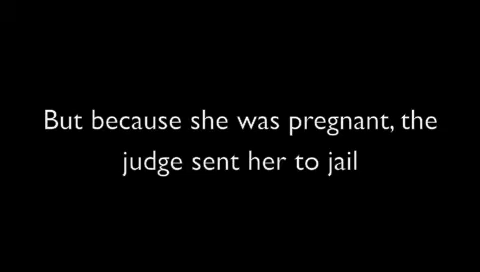 But because she was pregnant, the
judge sent her to jail